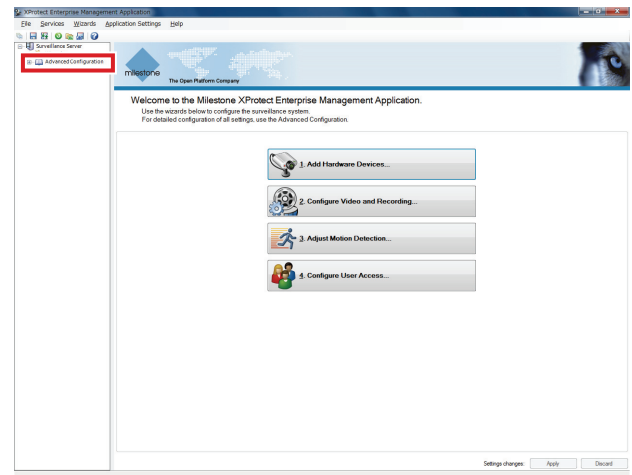 XProtect Enterprise Management Application
File Services Wizards Application Settings Help
Surveillance Server
Advanced Configuration
milestone
The Open Platform Company
Welcome to the Milestone XProtect Enterprise Management Application.
Use the wizards below to configure the surveillance system.
For detailed configuration of all settings, use the Advanced Configuration.
1. Add Hardware Devices...
2. Configure Video and Recording...
3. Adjust Motion Detection...
4. Configure User Access...
Settings changes: Apply Discard